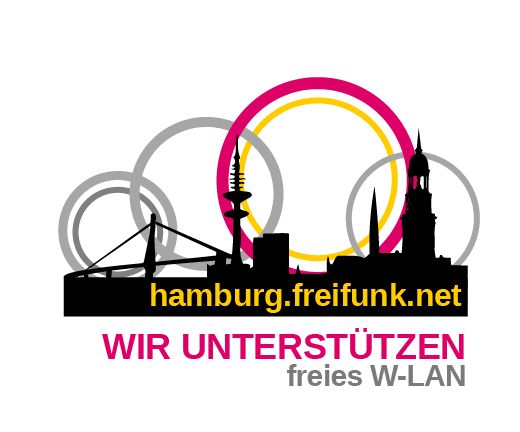 hamburg.freifunk.net
WIR UNTERSTÜTZEN
freies W-LAN